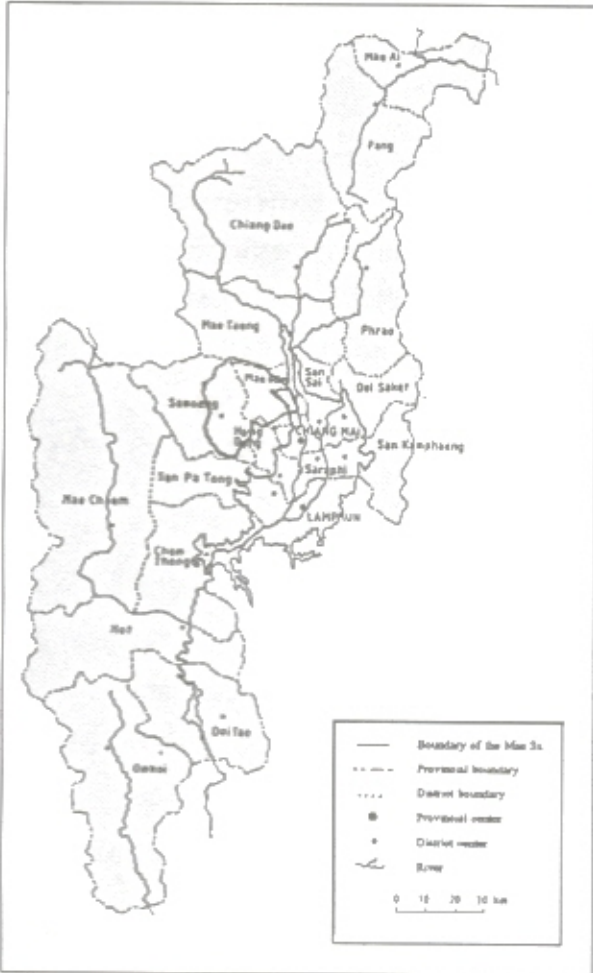 Mae Ai
Fang
Chiang Dao
Mae Taeng
Phrao
San
Sai
Doi Saket
Samoeng
CHIANG MAI
San Kamphaeng
Saraphi
San Pa Tong
Mae Chaem
LAMPHUN
Chom
Thong
Hot
Doi Tao
Omkoi
Boundary of the Mae
Provincial boundary
District boundary
Provincial center
District center
River
0 10 20 30 km